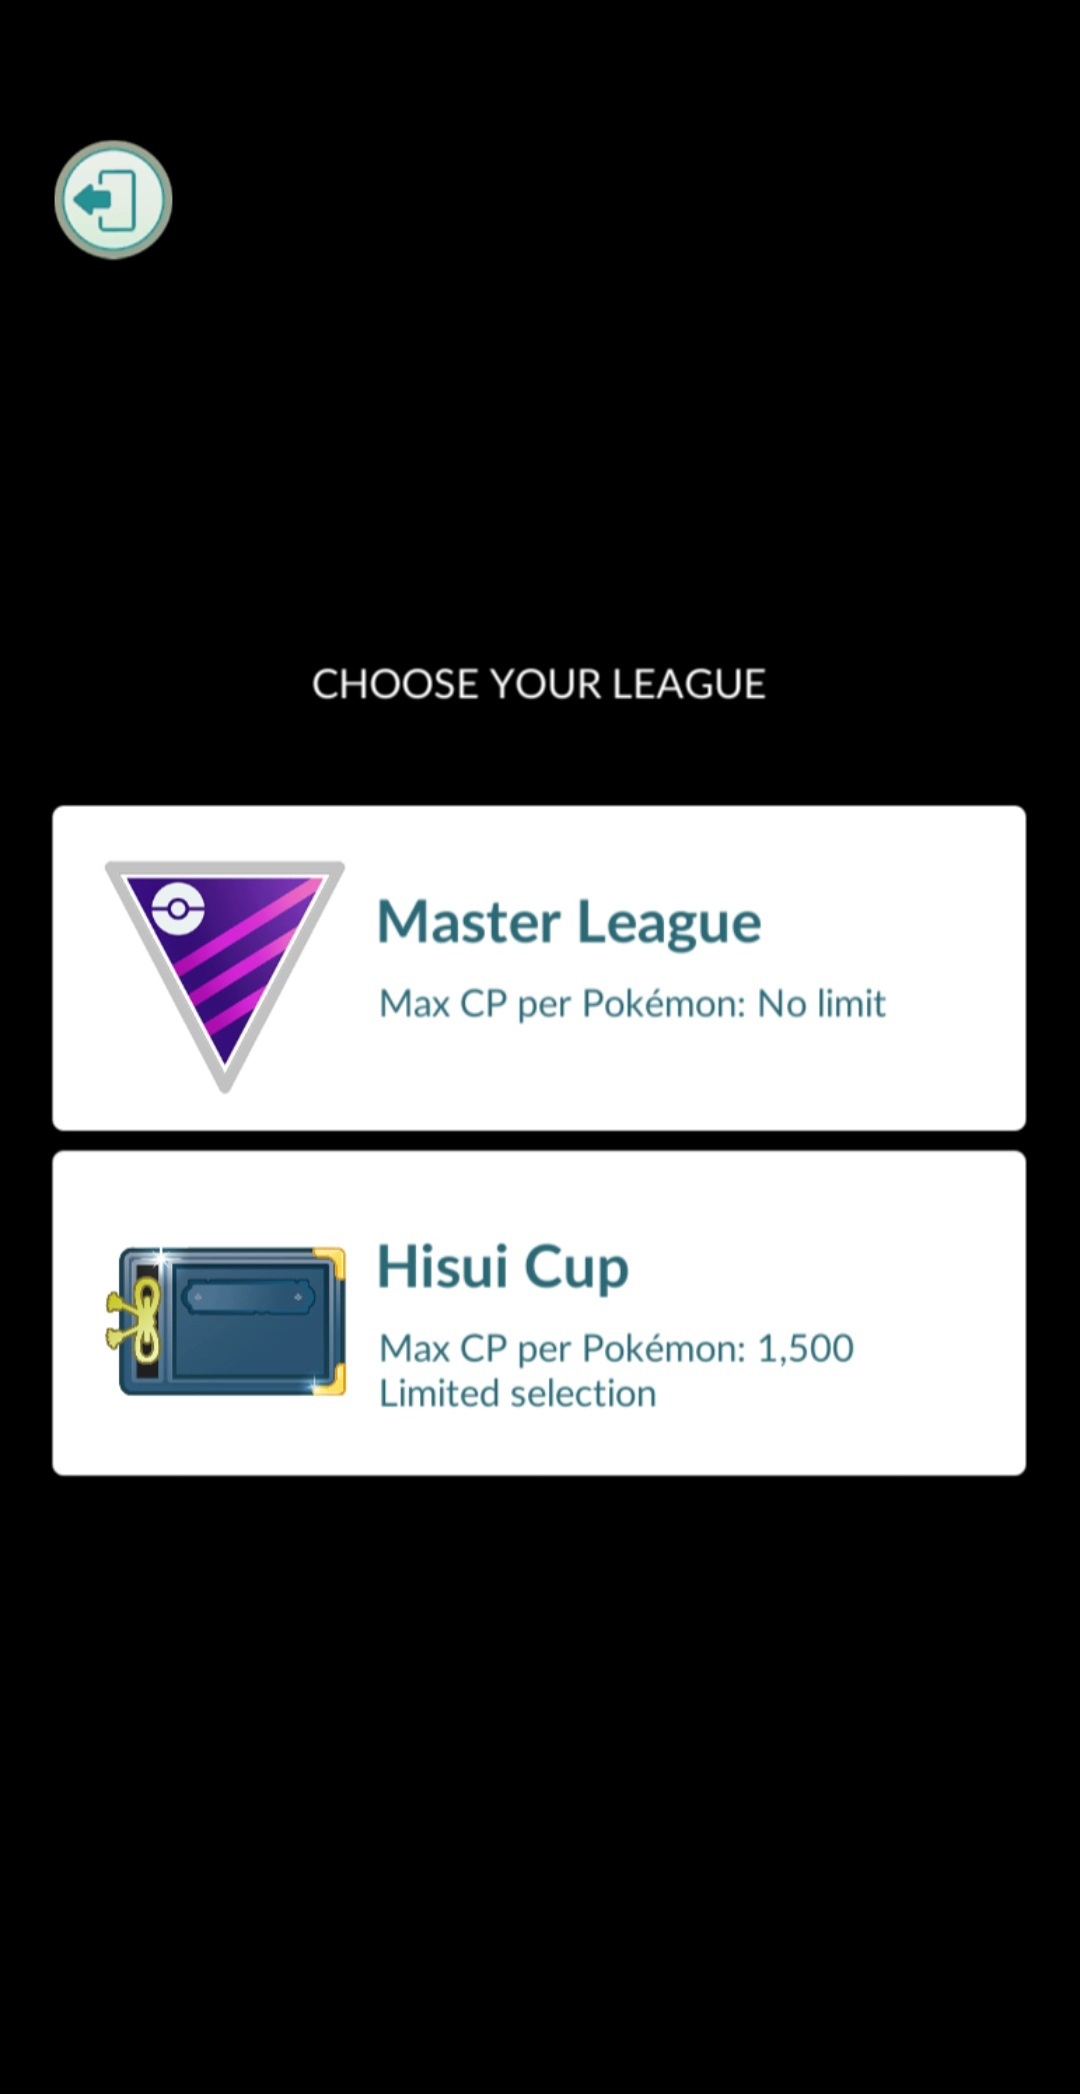 CHOOSE YOUR LEAGUE
Master League
Max CP per Pokémon: No limit
Hisui Cup
Max CP per Pokémon: 1,500
Limited selection